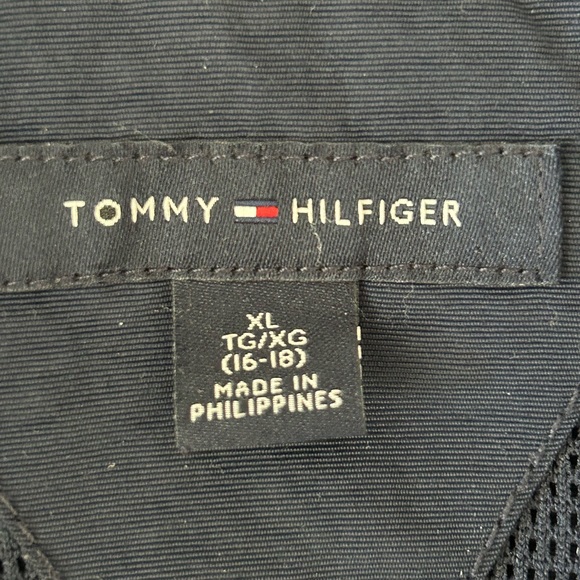 TOMMY HILFIGER
XL
TG/XG
(16-18)
MADE IN
PHILIPPINES